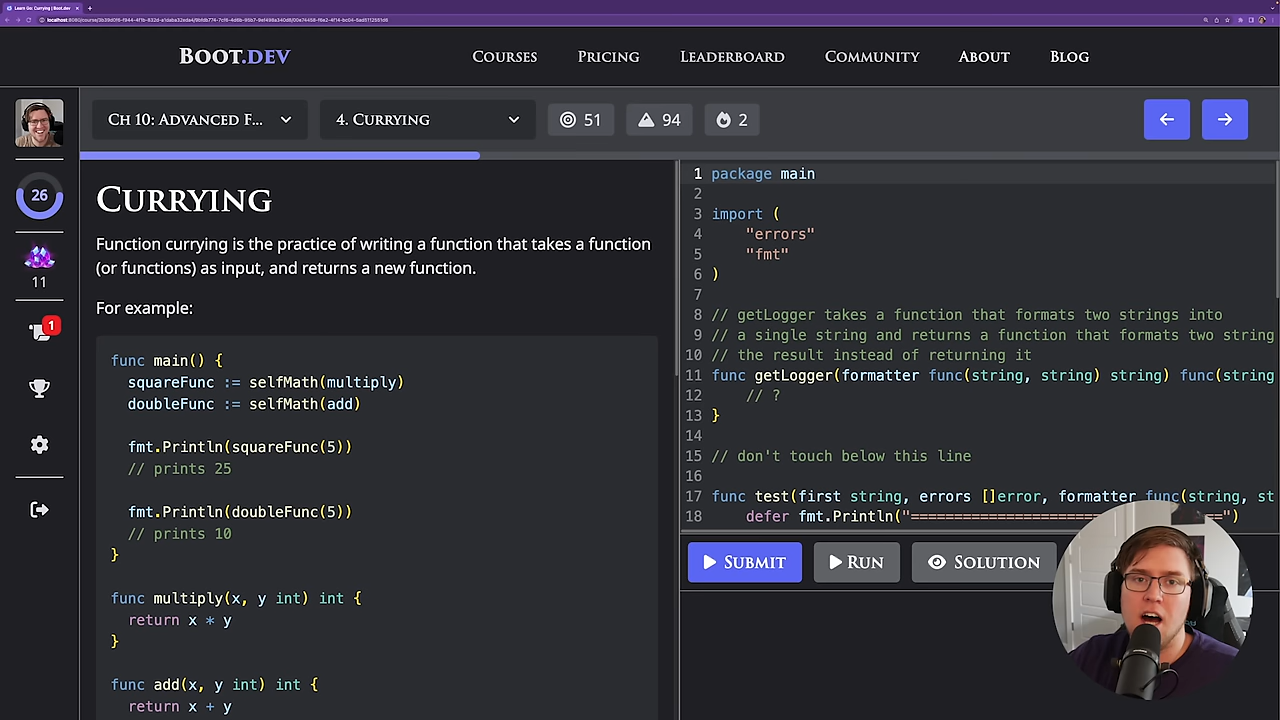 Learn Go: Currying | Boot.dev
BOOT.DEV
COURSES
PRICING
LEADERBOARD
COMMUNITY
ABOUT
BLOG
CH 10: ADVANCED F...
4. CURRYING
51
94
2
26
11
1
CURRYING
Function currying is the practice of writing a function that takes a function
(or functions) as input, and returns a new function.
For example:
func main() {
squareFunc := selfMath(multiply)
doubleFunc := selfMath(add)
fmt.Println(squareFunc(5))
// prints 25
fmt.Println(doubleFunc(5))
// prints 10
}
func multiply(x, y int) int {
return x * y
}
func add(x, y int) int {
return x + y
1 package main
2
3 import (
4 "errors"
5 "fmt"
6 )
7
8 // getLogger takes a function that formats two strings into
9 // a single string and returns a function that formats two string
10 // the result instead of returning it
11 func getLogger(formatter func(string, string) string) func(string
12 // ?
13 }
14
15 // don't touch below this line
16
17 func test(first string, errors []error, formatter func(string, st
18 defer fmt.Println("====================================")
SUBMIT
RUN
SOLUTION